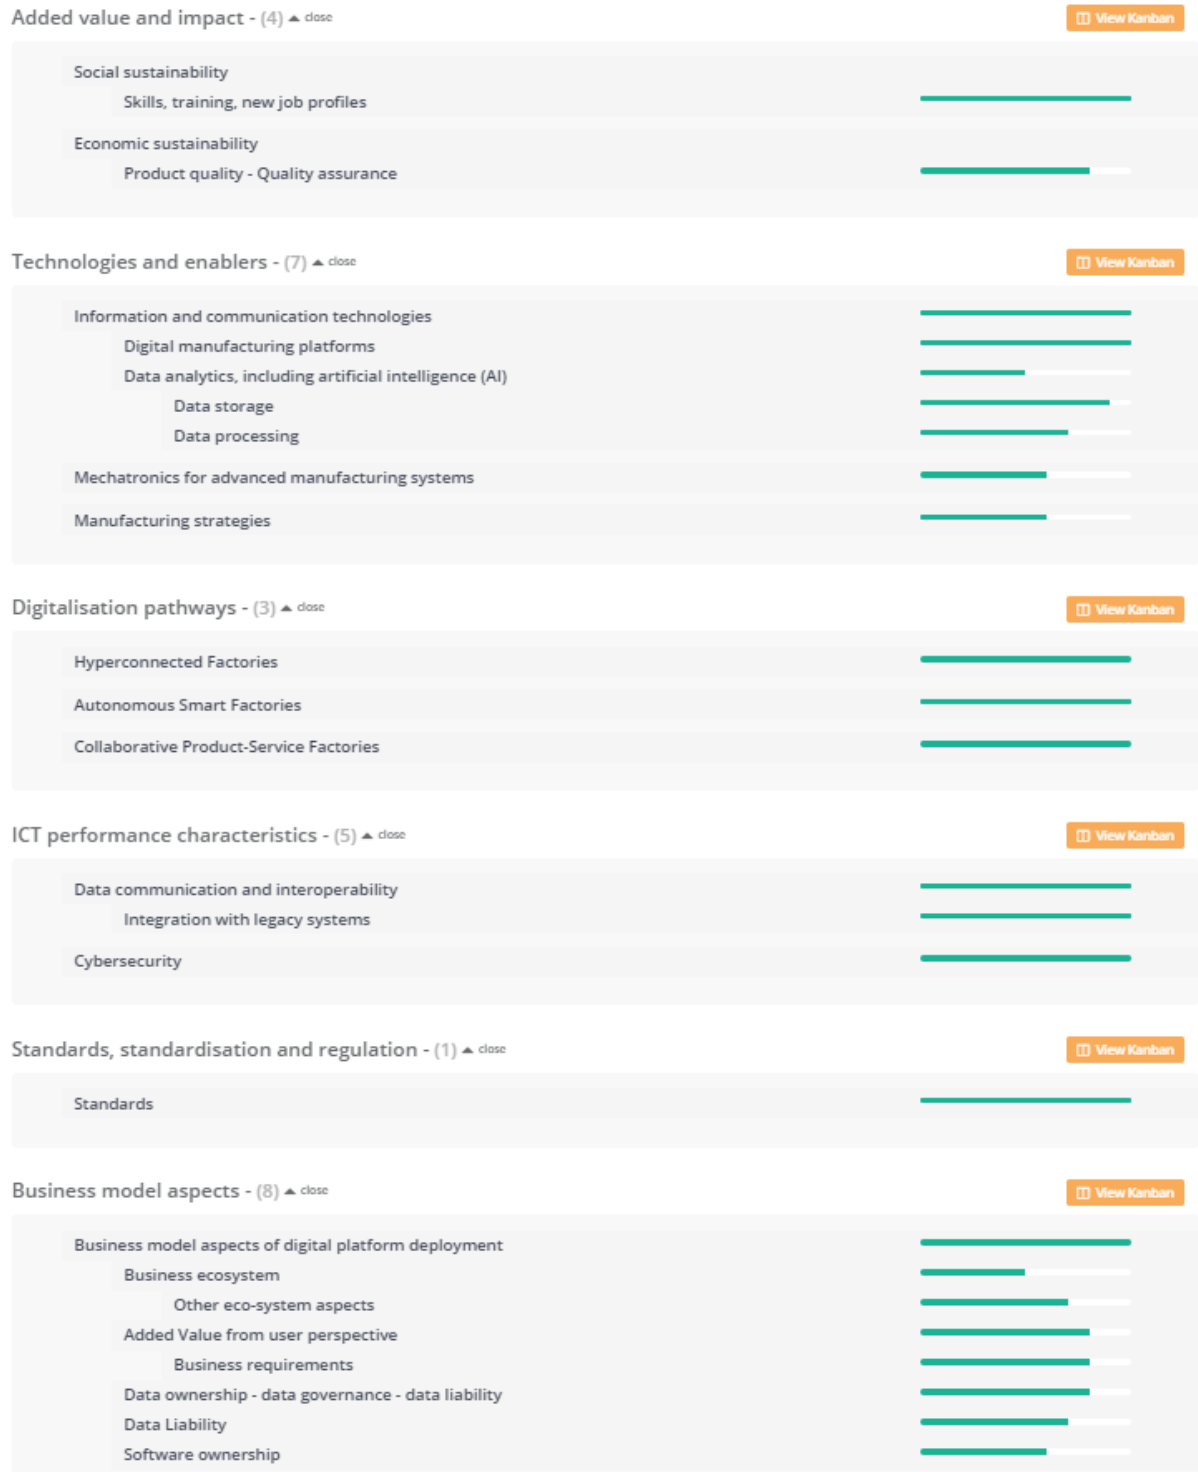 Added value and impact - (4) close View Kanban
Social sustainability
Skills, training, new job profiles
Economic sustainability
Product quality - Quality assurance
Technologies and enablers - (7) close View Kanban
Information and communication technologies
Digital manufacturing platforms
Data analytics, including artificial intelligence (AI)
Data storage
Data processing
Mechatronics for advanced manufacturing systems
Manufacturing strategies
Digitalisation pathways - (3) close View Kanban
Hyperconnected Factories
Autonomous Smart Factories
Collaborative Product-Service Factories
ICT performance characteristics - (5) close View Kanban
Data communication and interoperability
Integration with legacy systems
Cybersecurity
Standards, standardisation and regulation - (1) close View Kanban
Standards
Business model aspects - (8) close View Kanban
Business model aspects of digital platform deployment
Business ecosystem
Other eco-system aspects
Added Value from user perspective
Business requirements
Data ownership - data governance - data liability
Data Liability
Software ownership